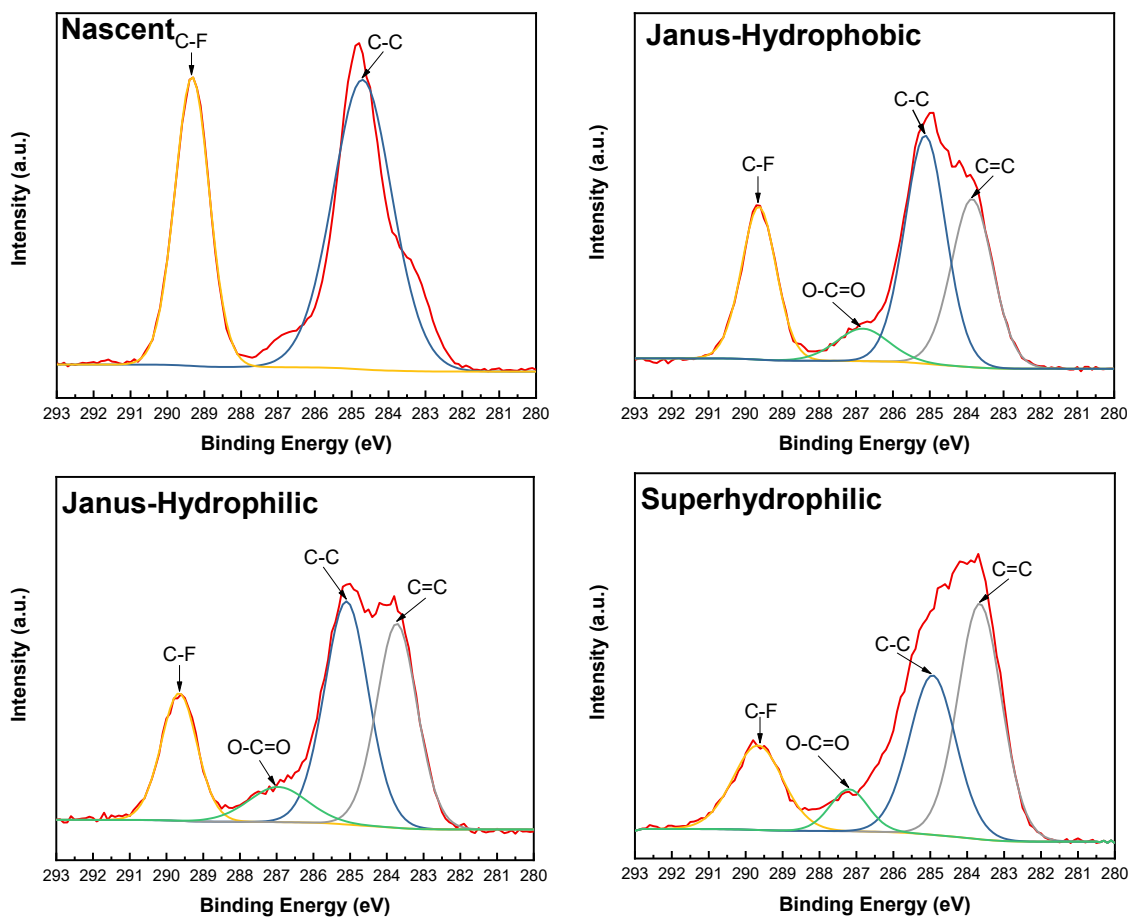 Nascent
C-F
C-C
Intensity (a.u.)
293 292 291 290 289 288 287 286 285 284 283 282 281 280
Binding Energy (eV)
Janus-Hydrophobic
C-C
C-F
C=C
O-C=O
Intensity (a.u.)
293 292 291 290 289 288 287 286 285 284 283 282 281 280
Binding Energy (eV)
Janus-Hydrophilic
C-C
C=C
C-F
O-C=O
Intensity (a.u.)
293 292 291 290 289 288 287 286 285 284 283 282 281 280
Binding Energy (eV)
Superhydrophilic
C=C
C-C
C-F
O-C=O
Intensity (a.u.)
293 292 291 290 289 288 287 286 285 284 283 282 281 280
Binding Energy (eV)